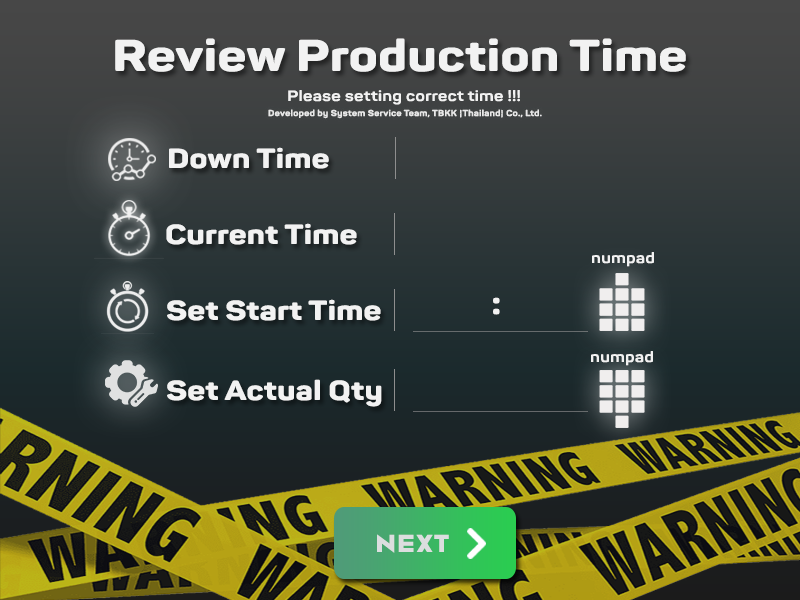 Review Production Time
Please setting correct time !!!
Developed by System Service Team, TBKK |Thailand| Co., Ltd.
Down Time
Current Time
numpad
Set Start Time :
numpad
Set Actual Qty
WARNING
WARNING
WARNING
WARNING
NEXT